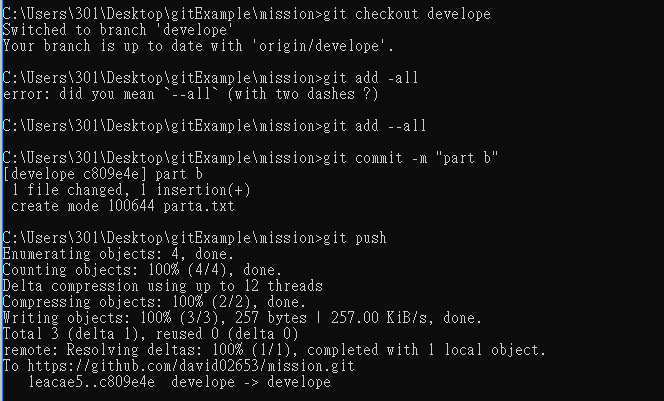 C:\Users\301\Desktop\gitExample\mission>git checkout develope
Switched to branch 'develope'
Your branch is up to date with 'origin/develope'.
C:\Users\301\Desktop\gitExample\mission>git add -all
error: did you mean `--all` (with two dashes ?)
C:\Users\301\Desktop\gitExample\mission>git add --all
C:\Users\301\Desktop\gitExample\mission>git commit -m "part b"
[develope c809e4e] part b
 1 file changed, 1 insertion(+)
 create mode 100644 parta.txt
C:\Users\301\Desktop\gitExample\mission>git push
Enumerating objects: 4, done.
Counting objects: 100% (4/4), done.
Delta compression using up to 12 threads
Compressing objects: 100% (2/2), done.
Writing objects: 100% (3/3), 257 bytes | 257.00 KiB/s, done.
Total 3 (delta 1), reused 0 (delta 0)
remote: Resolving deltas: 100% (1/1), completed with 1 local object.
To https://github.com/david02653/mission.git
   1eacae5..c809e4e  develope -> develope